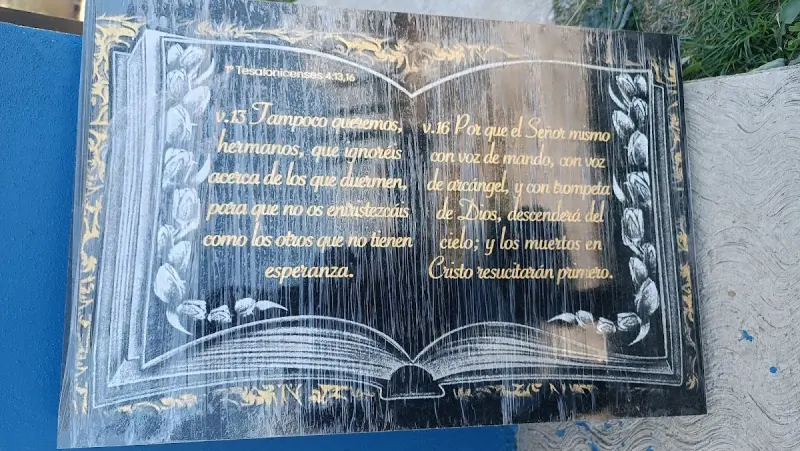 1ª Tesalonicenses 4:13,16
v.13 Tampoco queremos,
hermanos, que ignoréis
acerca de los que duermen,
para que no os entristezcáis
como los otros que no tienen
esperanza.
v.16 Por que el Señor mismo
con voz de mando, con voz
de arcángel, y con trompeta
de Dios, descenderá del
cielo; y los muertos en
Cristo resucitarán primero.